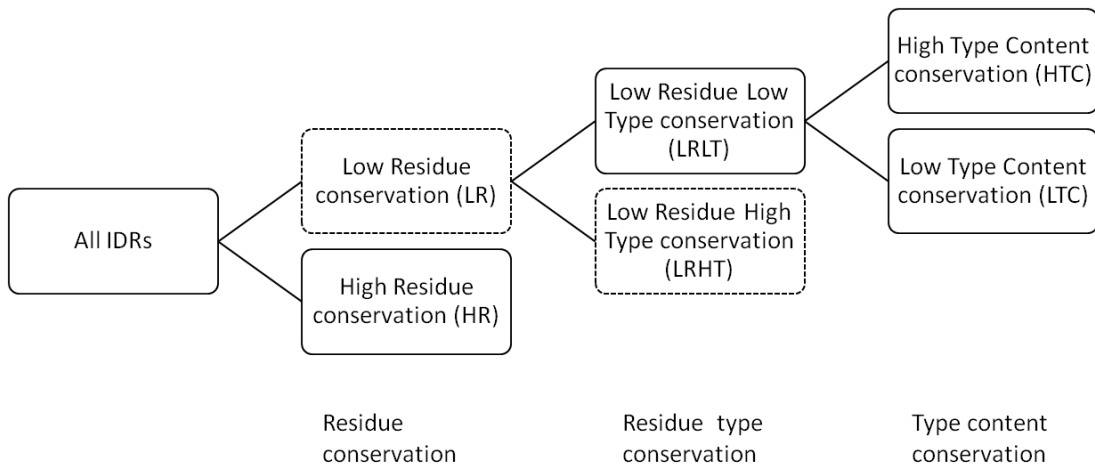 All IDRs
Low Residue
conservation (LR)
High Residue
conservation (HR)
Low Residue Low
Type conservation
(LRLT)
Low Residue High
Type conservation
(LRHT)
High Type Content
conservation (HTC)
Low Type Content
conservation (LTC)
Residue
conservation
Residue type
conservation
Type content
conservation